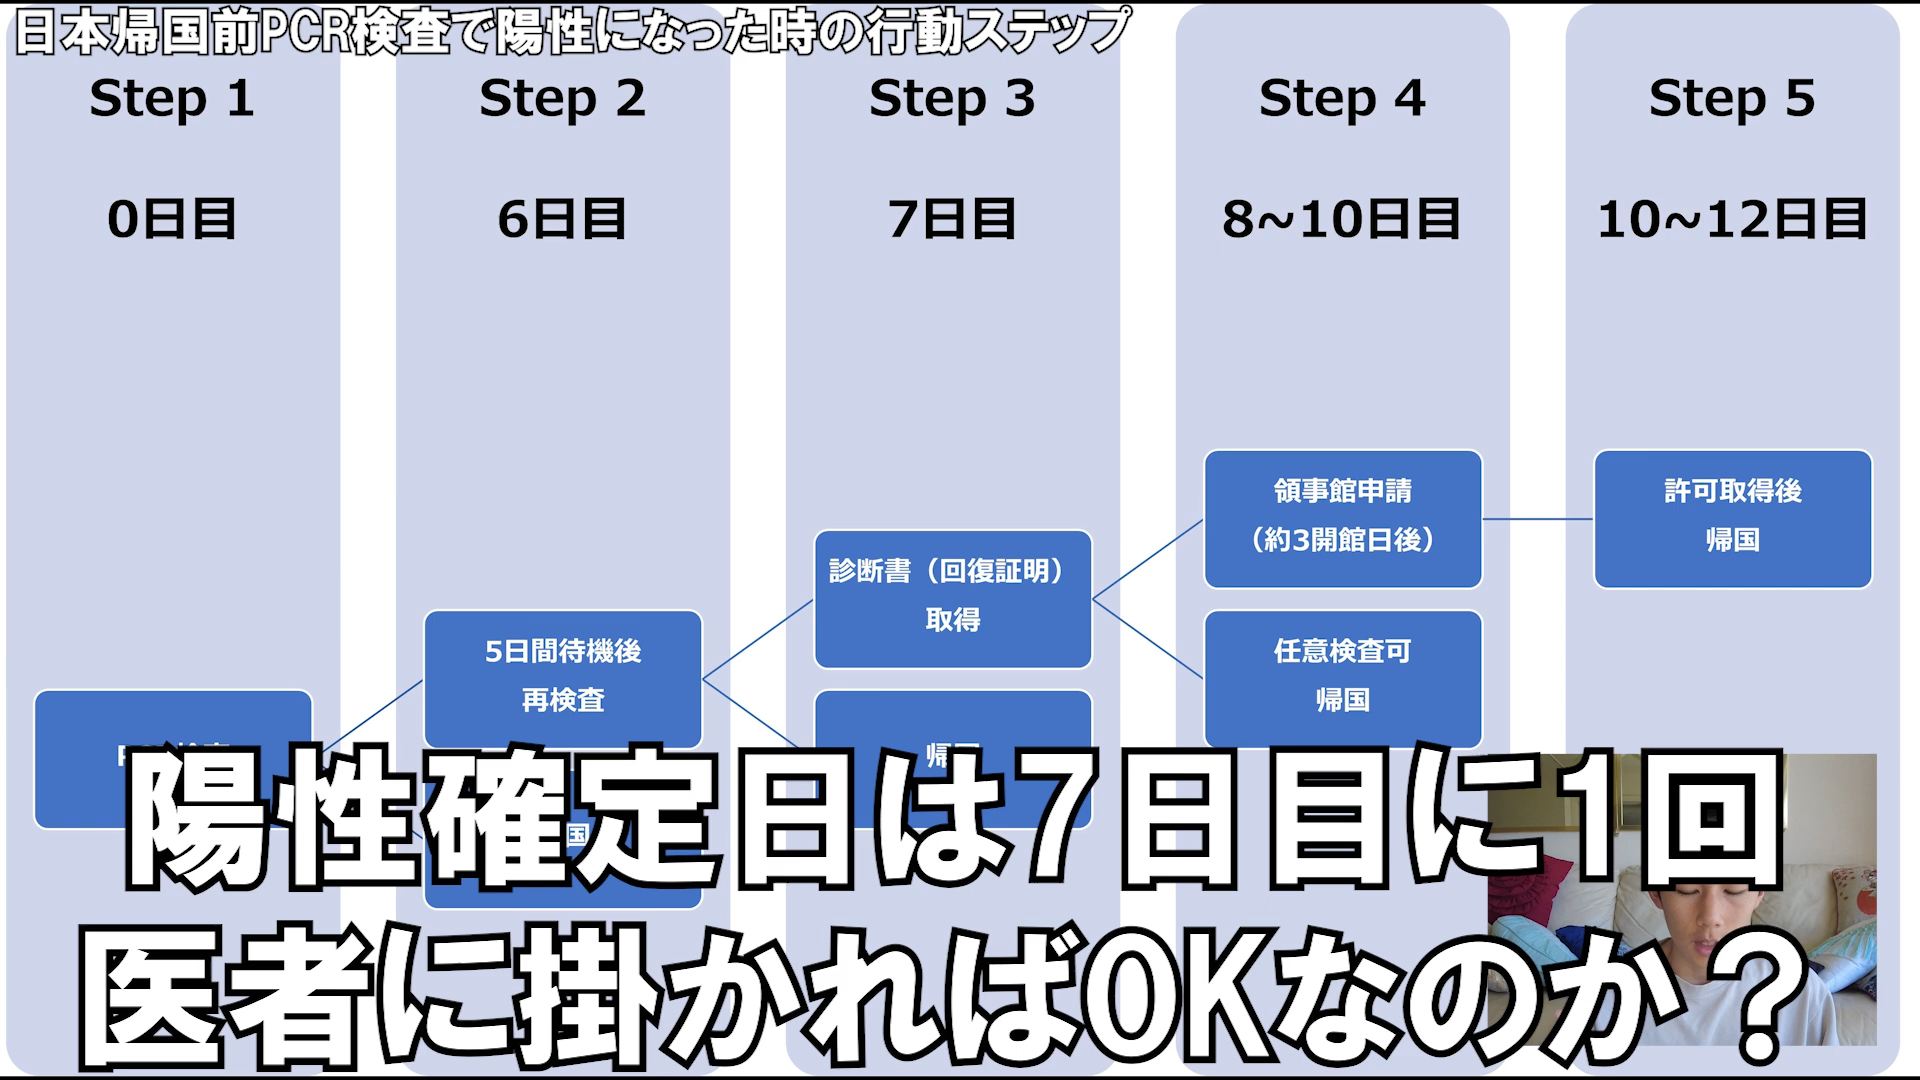 日本帰国前PCR検査で陽性になった時の行動ステップ
Step 1
Step 2
Step 3
Step 4
Step 5
0日目
6日目
7日目
8~10日目
10~12日目
領事館申請
（約3開館日後）
許可取得後
帰国
診断書（回復証明）
取得
5日間待機後
再検査
任意検査可
帰国
国
陽性確定日は7日目に1回
医者に掛かればOKなのか？